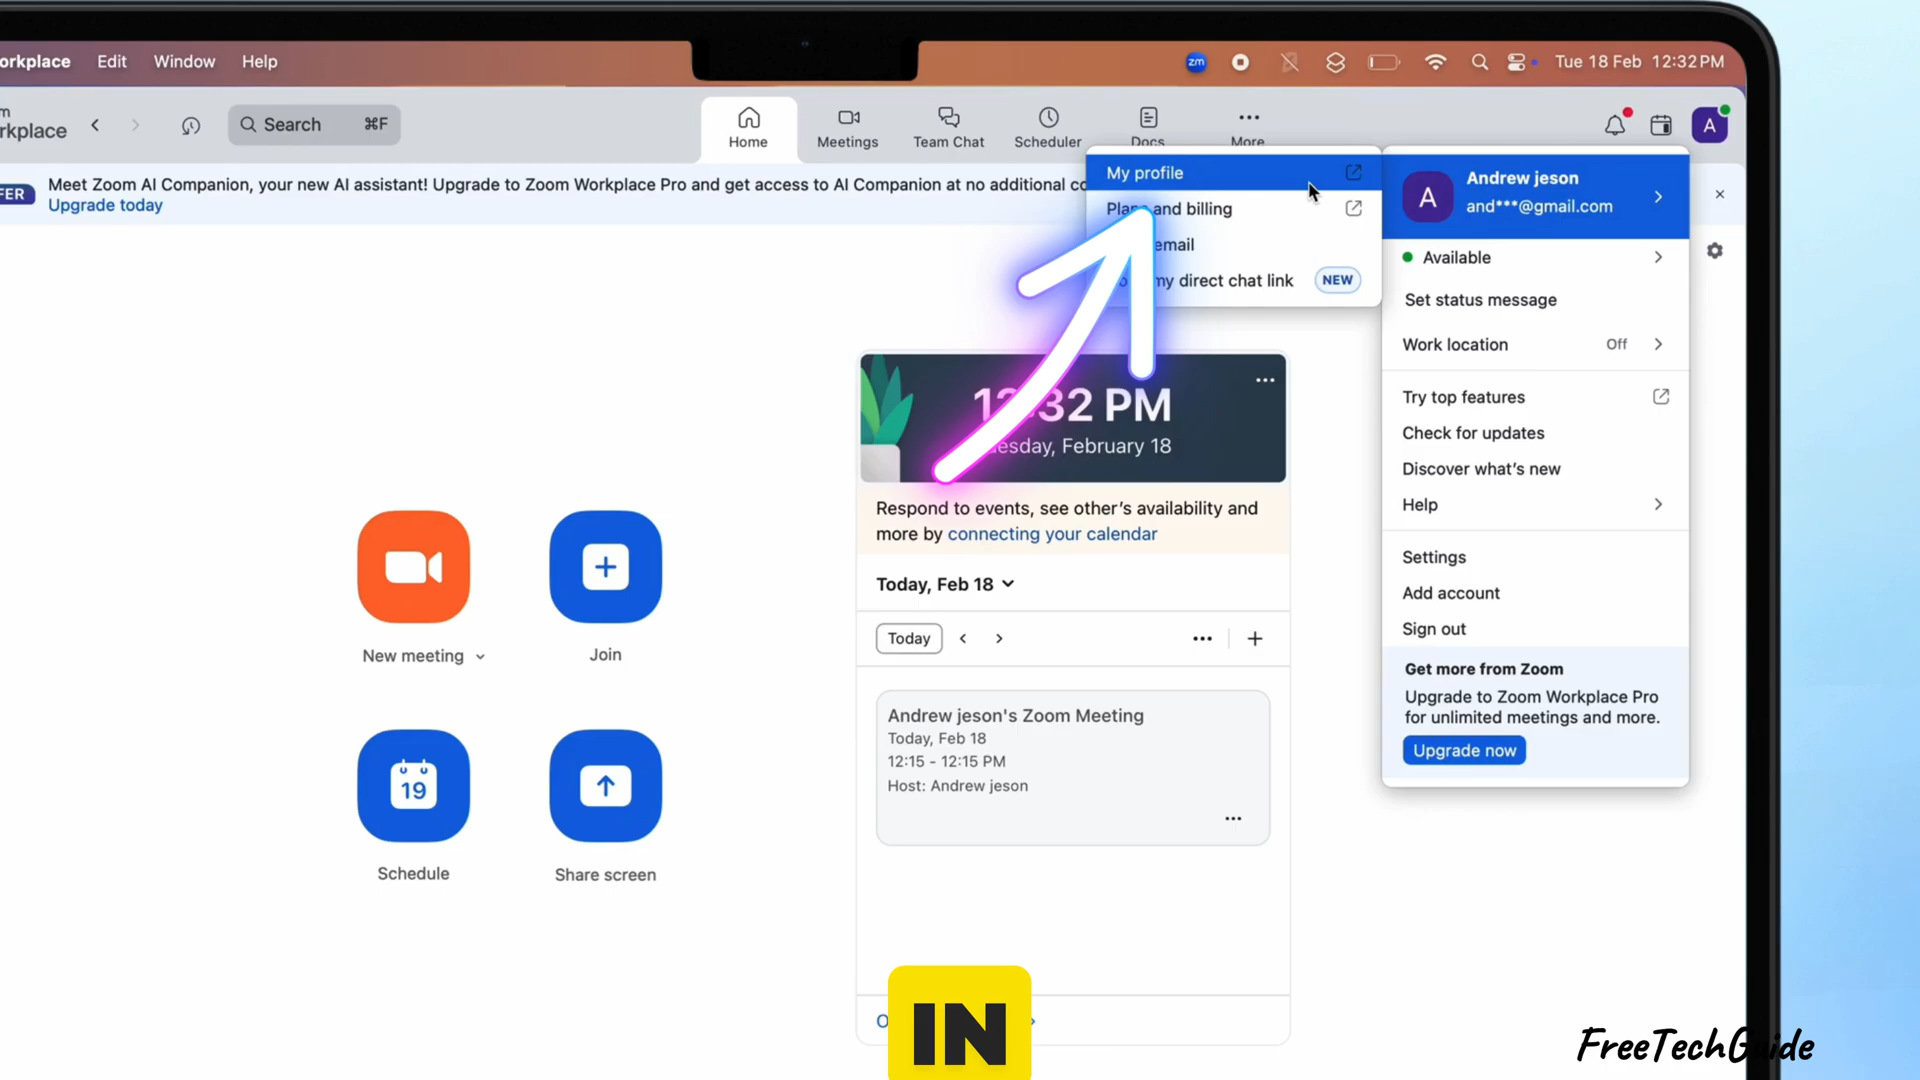 orkplace Edit Window Help
zm
Tue 18 Feb 12:32 PM
m
rkplace
Search ⌘F
Home
Meetings
Team Chat
Scheduler
Docs
More
A
FER
Meet Zoom AI Companion, your new AI assistant! Upgrade to Zoom Workplace Pro and get access to AI Companion at no additional co
Upgrade today
My profile
Plans and billing
email
my direct chat link NEW
A
Andrew jeson
and***@gmail.com
Available
Set status message
Work location Off
Try top features
Check for updates
Discover what's new
Help
Settings
Add account
Sign out
Get more from Zoom
Upgrade to Zoom Workplace Pro
for unlimited meetings and more.
Upgrade now
12:32 PM
esday, February 18
Respond to events, see other's availability and
more by connecting your calendar
Today, Feb 18
Today
Andrew jeson's Zoom Meeting
Today, Feb 18
12:15 - 12:15 PM
Host: Andrew jeson
New meeting
Join
19
Schedule
Share screen
O
IN
FreeTechGuide